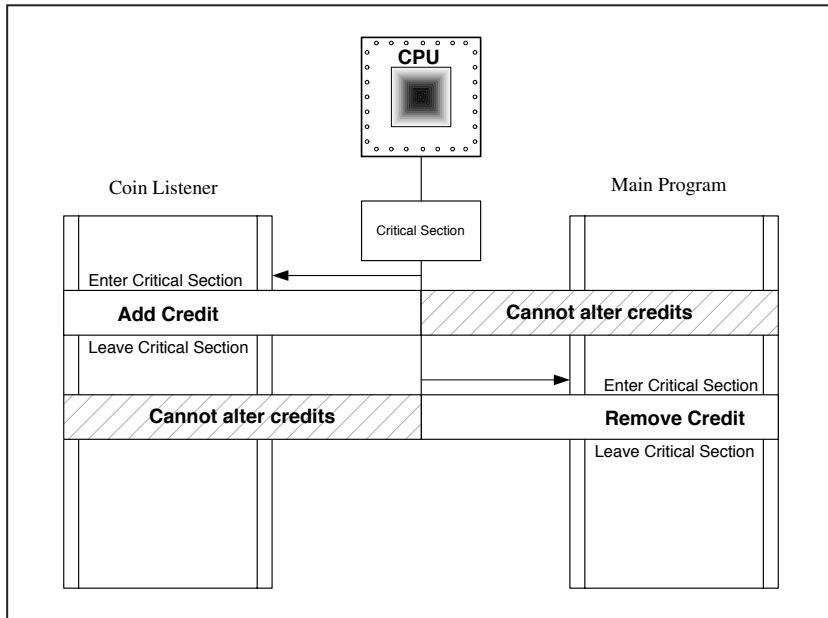 CPU
Coin Listener
Main Program
Critical Section
Enter Critical Section
Add Credit
Cannot alter credits
Leave Critical Section
Enter Critical Section
Cannot alter credits
Remove Credit
Leave Critical Section